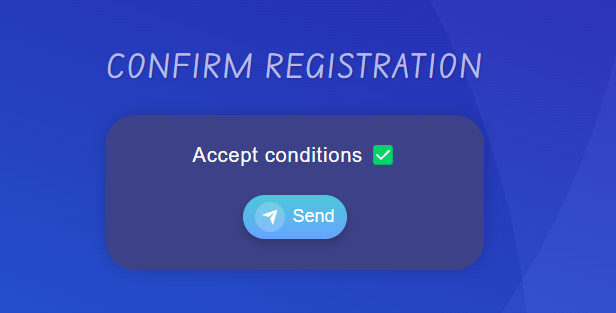 CONFIRM REGISTRATION
Accept conditions
Send